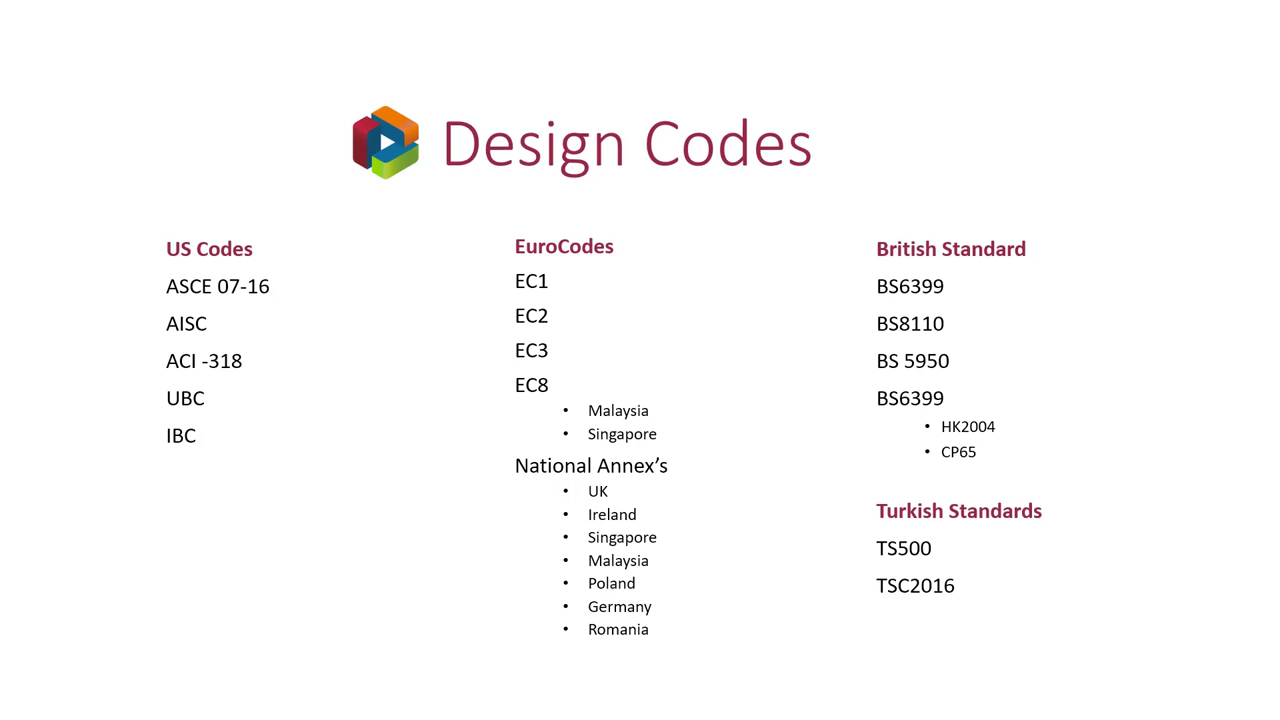 Design Codes
US Codes
ASCE 07-16
AISC
ACI -318
UBC
IBC
EuroCodes
EC1
EC2
EC3
EC8
• Malaysia
• Singapore
National Annex’s
• UK
• Ireland
• Singapore
• Malaysia
• Poland
• Germany
• Romania
British Standard
BS6399
BS8110
BS 5950
BS6399
• HK2004
• CP65
Turkish Standards
TS500
TSC2016